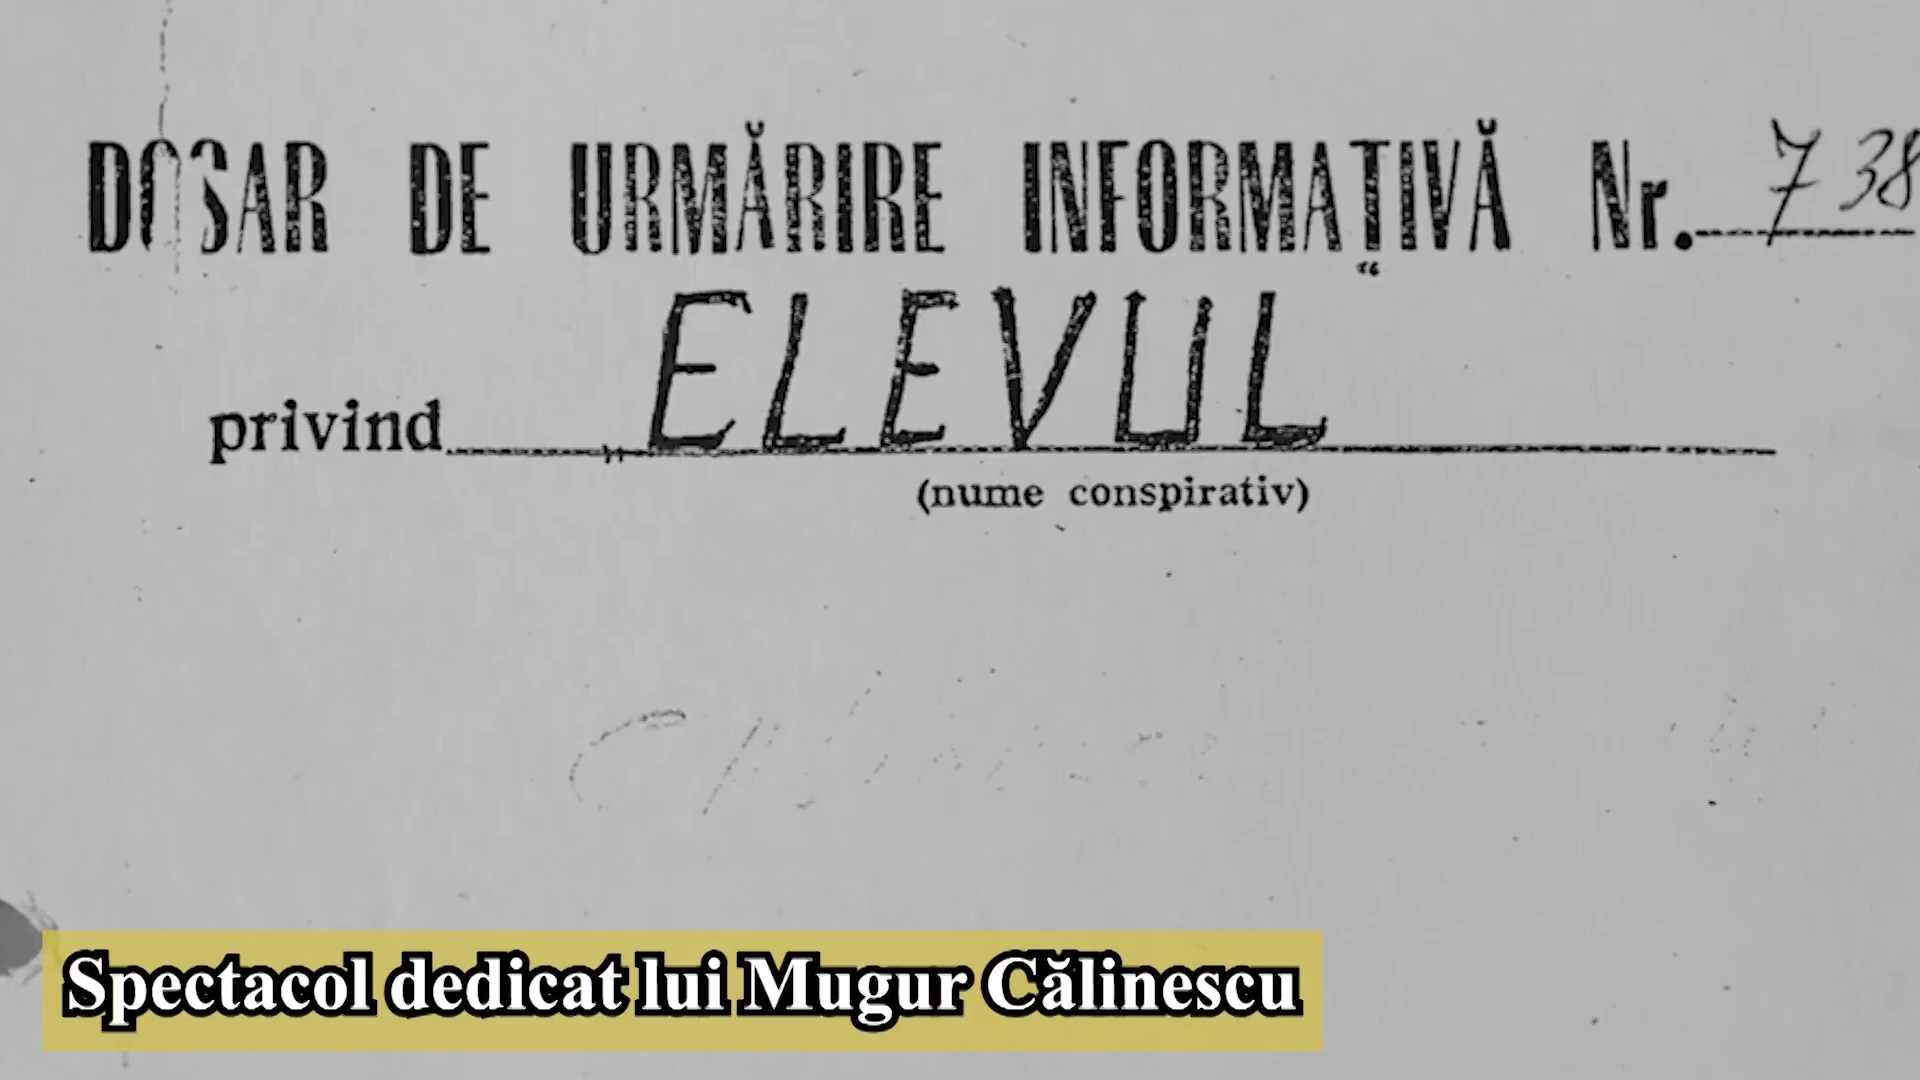 DOSAR DE URMĂRIRE INFORMATIVĂ Nr. 738
privind „ELEVUL“
(nume conspirativ)
Spectacol dedicat lui Mugur Călinescu